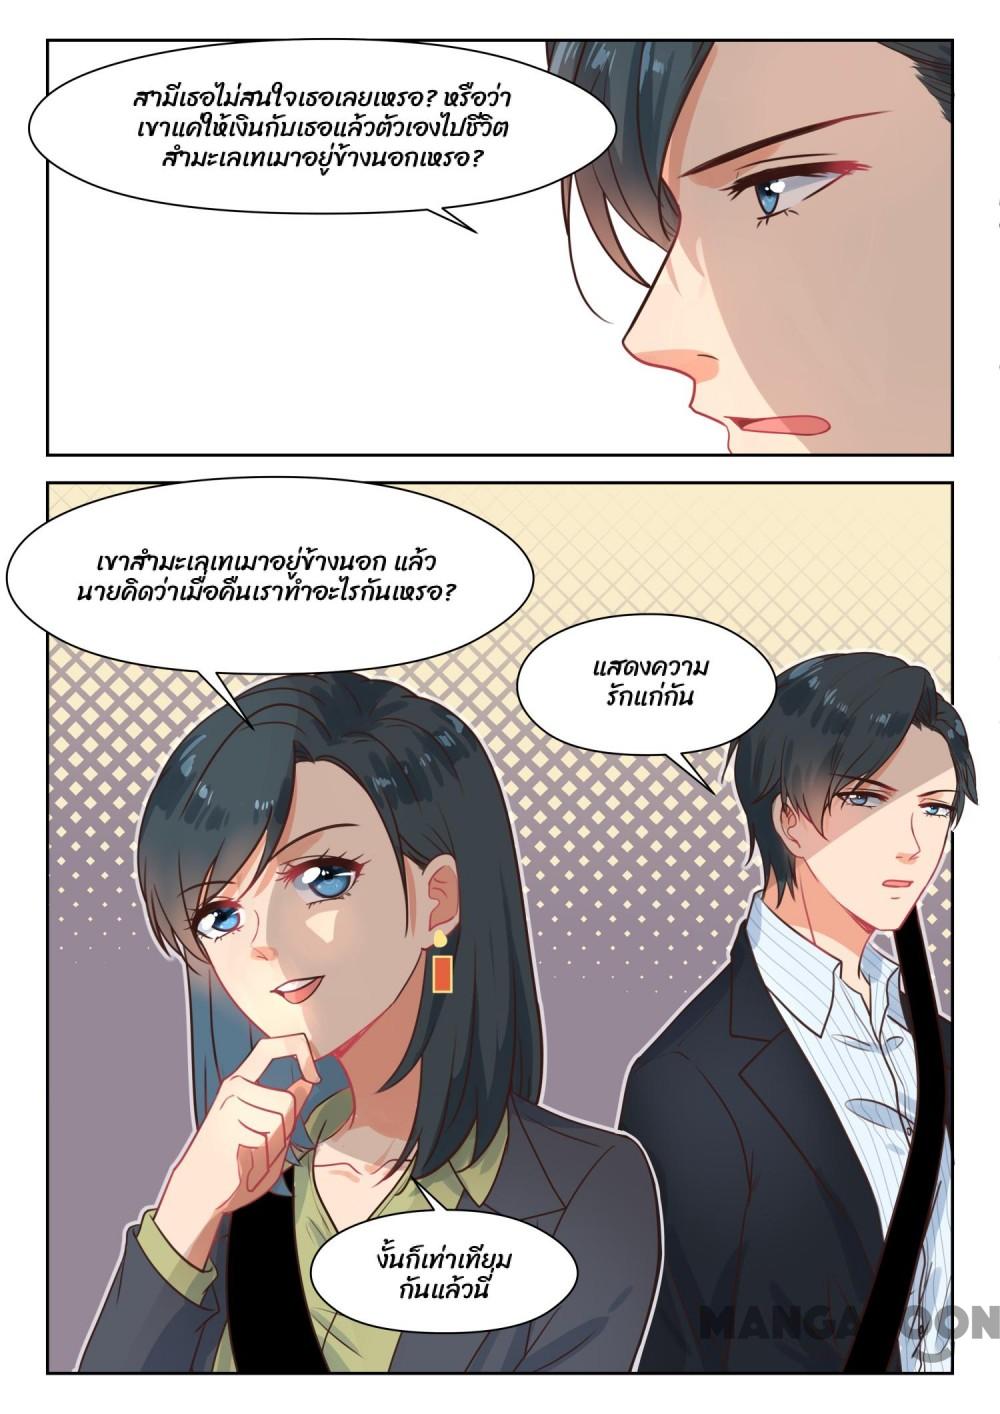 สามีเธอไม่สนใจเธอเลยเหรอ? หรือว่า
เขาแค่ให้เงินกับเธอแล้วตัวเองไปชีวิต
สำมะเลเทเมาอยู่ข้างนอกเหรอ?
เขาสำมะเลเทเมาอยู่ข้างนอก แล้ว
นายคิดว่าเมื่อคืนเราทำอะไรกันเหรอ?
แสดงความ
รักแก่กัน
งั้นก็เท่าเทียม
กันแล้วนี่
MANGATOON